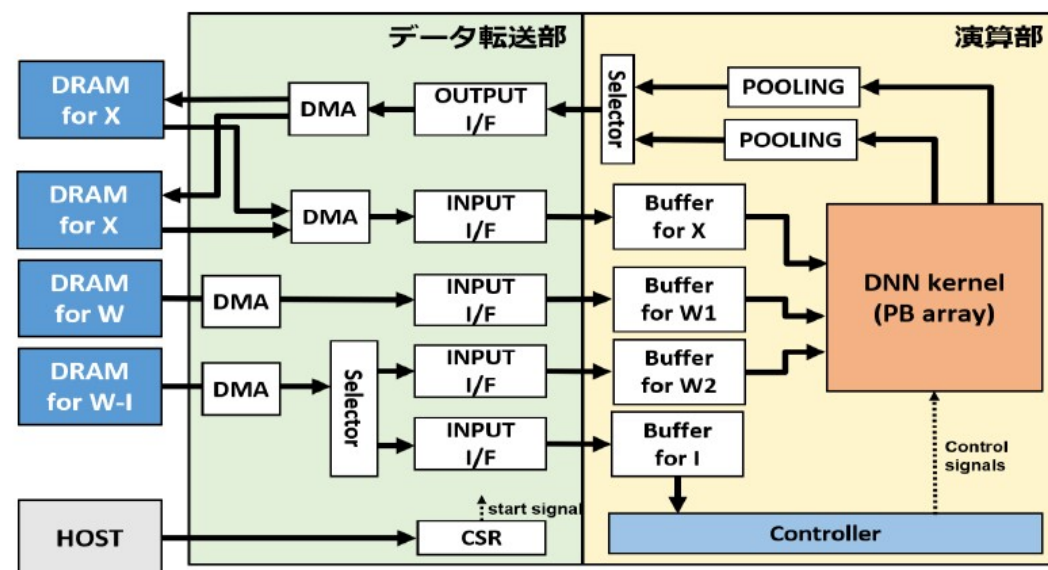 データ転送部
演算部
DRAM
for X
DMA
OUTPUT
I/F
Selector
POOLING
POOLING
DRAM
for X
DMA
INPUT
I/F
Buffer
for X
DNN kernel
(PB array)
DRAM
for W
DMA
INPUT
I/F
Buffer
for W1
DRAM
for W-I
DMA
Selector
INPUT
I/F
Buffer
for W2
INPUT
I/F
Buffer
for I
Control
signals
start signal
HOST
CSR
Controller